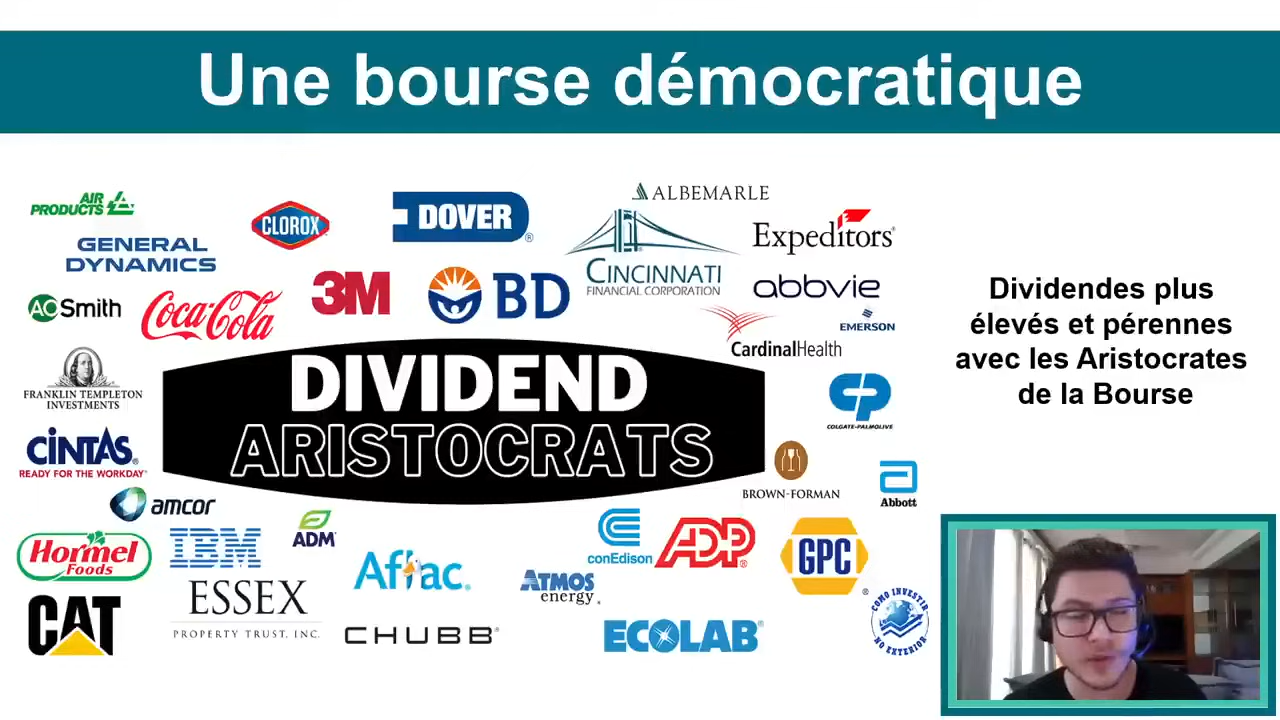 Une bourse démocratique
AIR
PRODUCTS
GENERAL
DYNAMICS
AO Smith
Coca-Cola
CLOROX
3M
DOVER
®
BD
ALBEMARLE
CINCINNATI
FINANCIAL CORPORATION
Expeditors®
abbvie
EMERSON
CardinalHealth
Dividendes plus
élevés et pérennes
avec les Aristocrates
de la Bourse
FRANKLIN TEMPLETON
INVESTMENTS
DIVIDEND
ARISTOCRATS
COLGATE-PALMOLIVE
CINTAS®
READY FOR THE WORKDAY®
BROWN-FORMAN
Abbott
amcor
Hormel
Foods
IBM
ADM
Aflac.
conEdison
ADP®
GPC
®
ATMOS
energy®
ESSEX
PROPERTY TRUST, INC.
CAT
CHUBB®
ECOLAB®
COMO INVESTIR
NO EXTERIOR